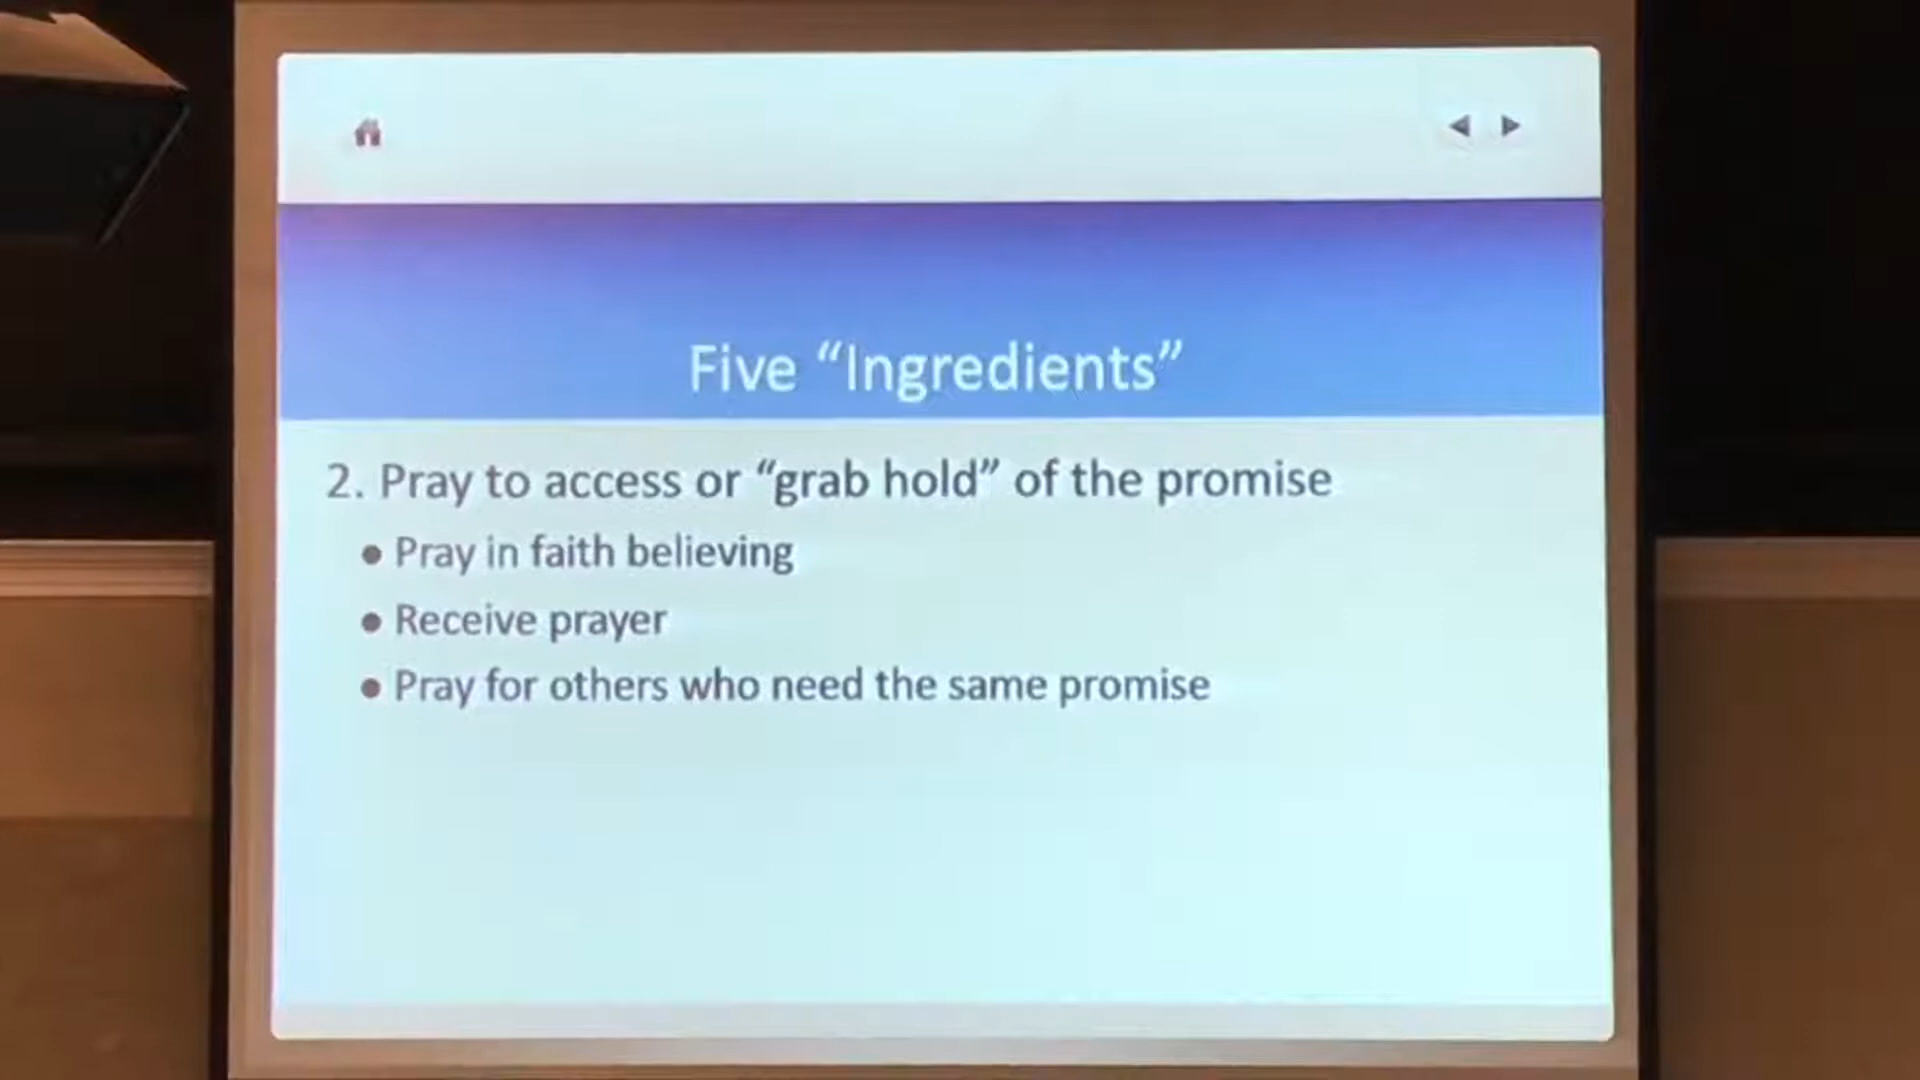 Five “Ingredients”
2. Pray to access or “grab hold” of the promise
• Pray in faith believing
• Receive prayer
• Pray for others who need the same promise